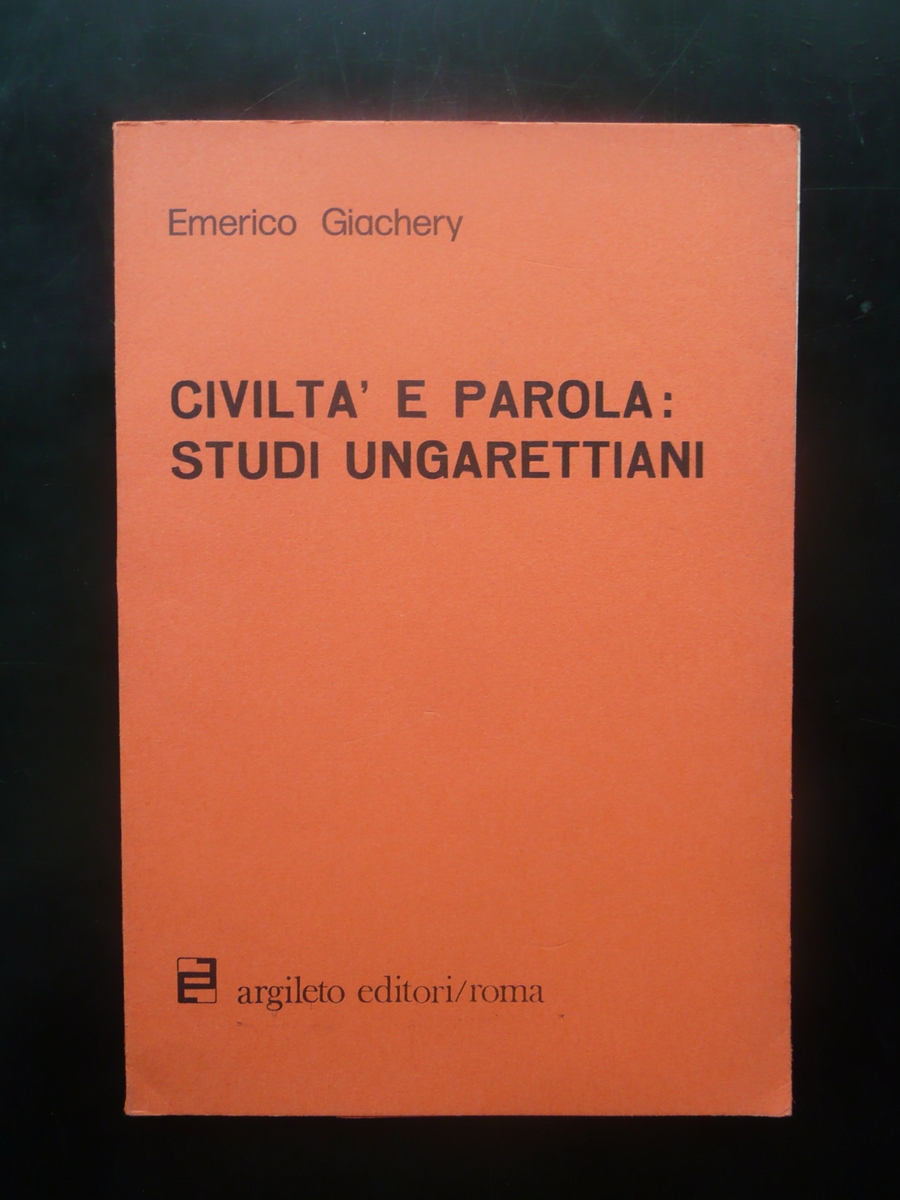 Emerico Giachery
CIVILTA' E PAROLA:
STUDI UNGARETTIANI
argileto editori/roma